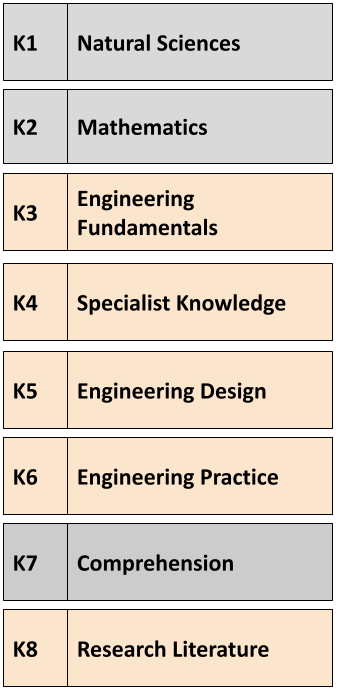 K1 Natural Sciences
K2 Mathematics
K3 Engineering
Fundamentals
K4 Specialist Knowledge
K5 Engineering Design
K6 Engineering Practice
K7 Comprehension
K8 Research Literature